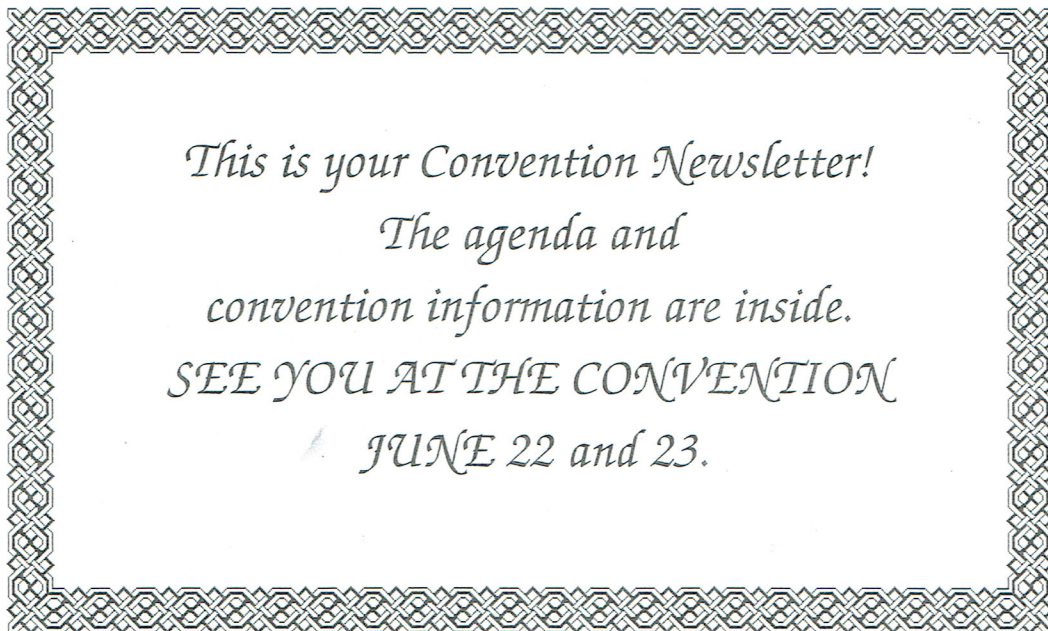 This is your Convention Newsletter!
The agenda and
convention information are inside.
SEE YOU AT THE CONVENTION
JUNE 22 and 23.